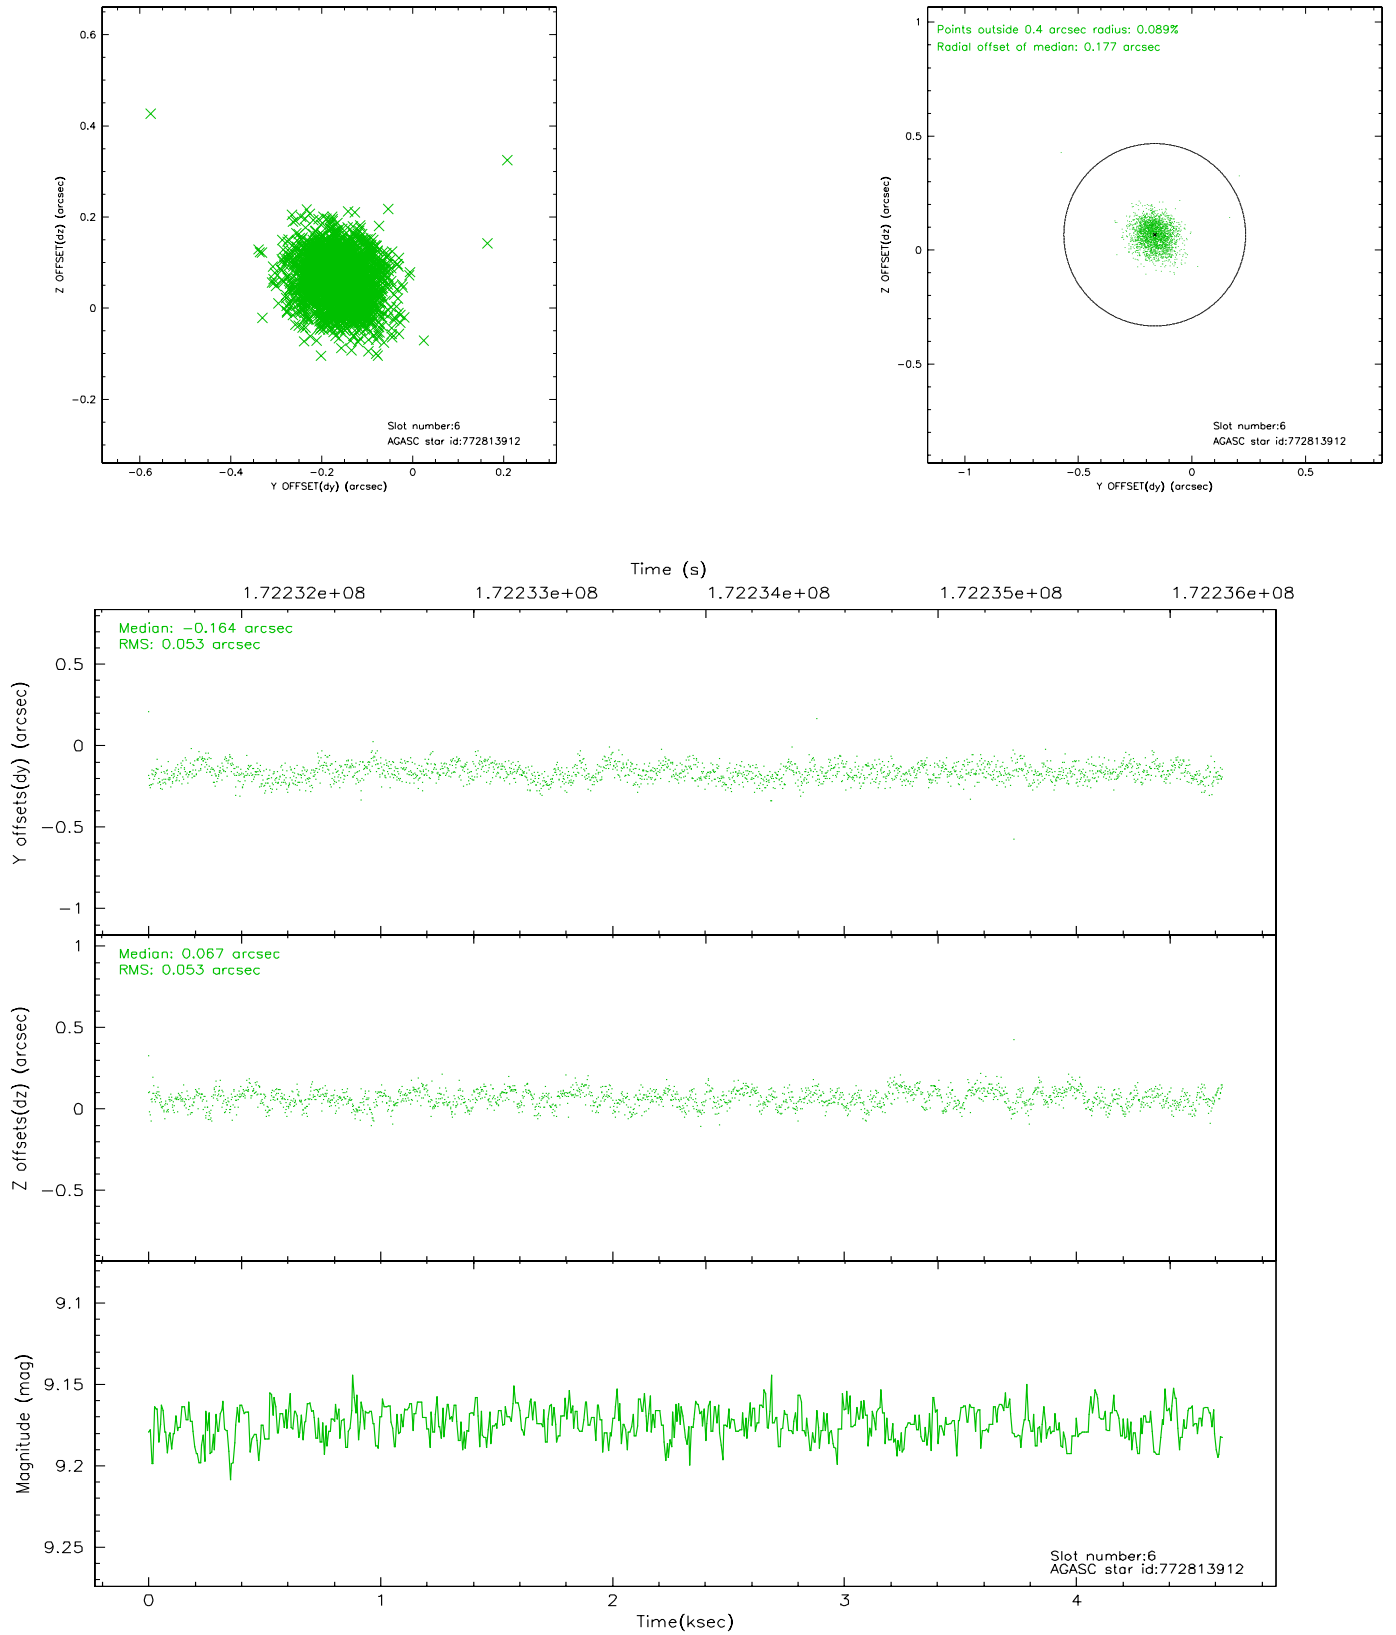 0.6
0.4
0.2
0
−0.2
Z OFFSET(dz) (arcsec)
Slot number:6
AGASC star id:772813912
−0.6 −0.4 −0.2 0 0.2
Y OFFSET(dy) (arcsec)
Points outside 0.4 arcsec radius: 0.089%
Radial offset of median: 0.177 arcsec
1
0.5
0
−0.5
Z OFFSET(dz) (arcsec)
Slot number:6
AGASC star id:772813912
−1 −0.5 0 0.5
Y OFFSET(dy) (arcsec)
Time (s)
1.72232e+08 1.72233e+08 1.72234e+08 1.72235e+08 1.72236e+08
Median: −0.164 arcsec
RMS: 0.053 arcsec
0.5
0
−0.5
−1
Y offsets(dy) (arcsec)
Median: 0.067 arcsec
RMS: 0.053 arcsec
1
0.5
0
−0.5
Z offsets(dz) (arcsec)
9.1
9.15
9.2
9.25
Magnitude (mag)
Slot number:6
AGASC star id:772813912
0 1 2 3 4
Time(ksec)